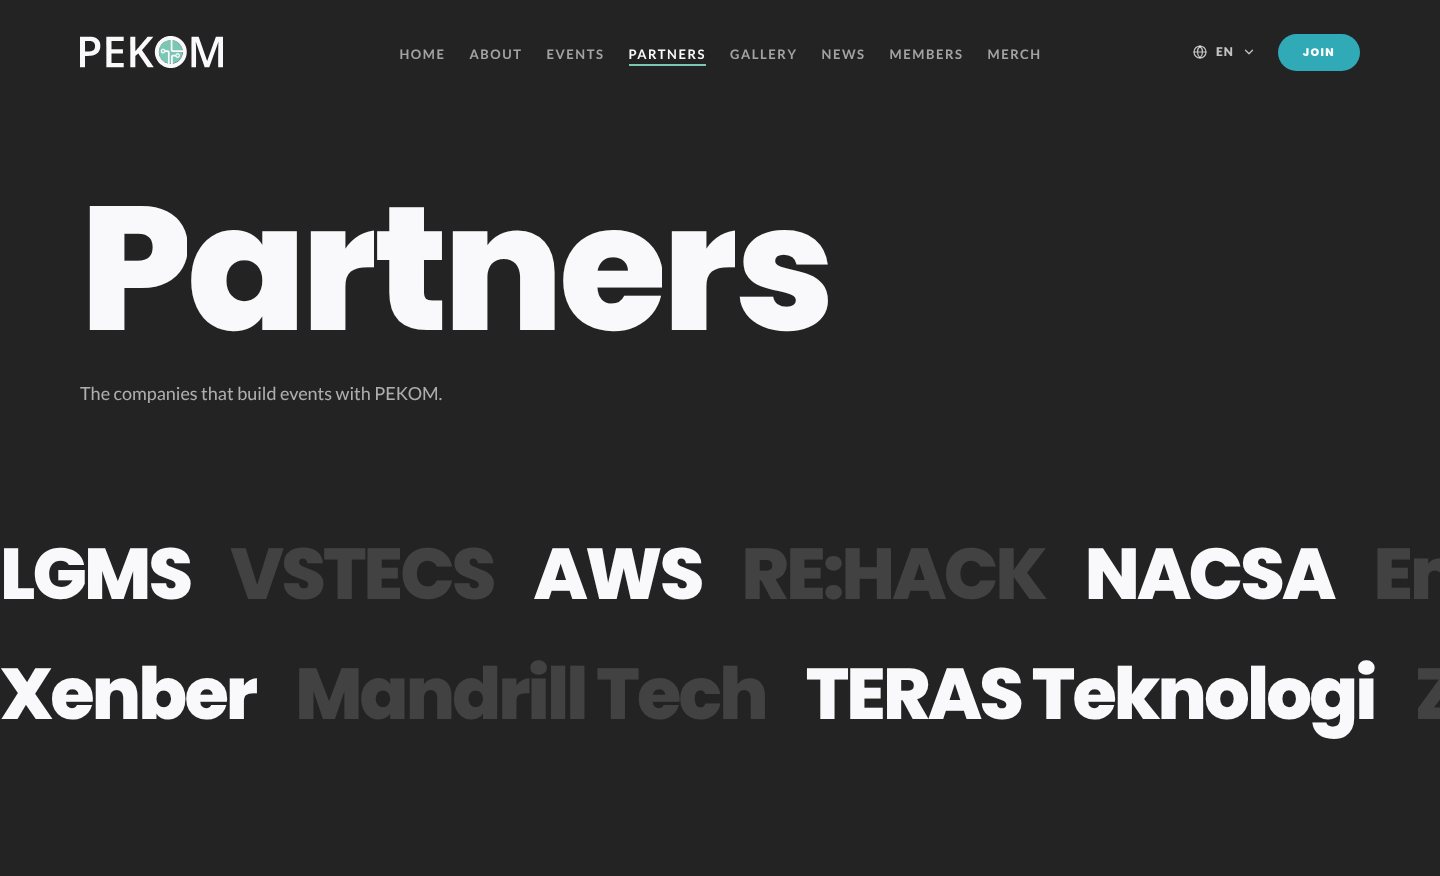 PEKOM
HOME ABOUT EVENTS PARTNERS GALLERY NEWS MEMBERS MERCH
EN
JOIN
Partners
The companies that build events with PEKOM.
LGMS VSTECS AWS RE:HACK NACSA
Xenber Mandrill Tech TERAS Teknologi